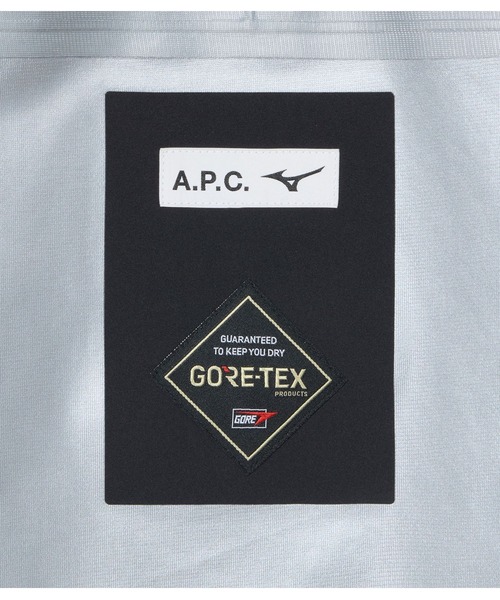 A.P.C.
GUARANTEED
TO KEEP YOU DRY
GORE-TEX
PRODUCTS
GORE